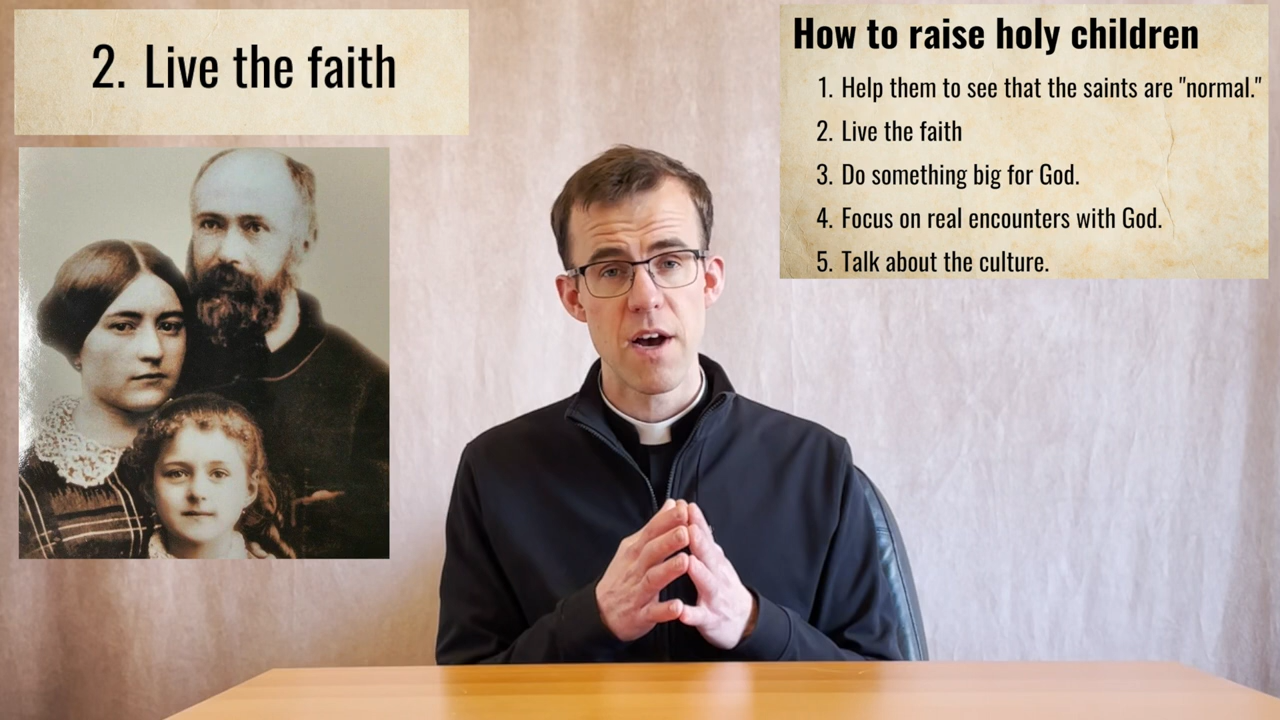 2. Live the faith
How to raise holy children
1. Help them to see that the saints are "normal."
2. Live the faith
3. Do something big for God.
4. Focus on real encounters with God.
5. Talk about the culture.